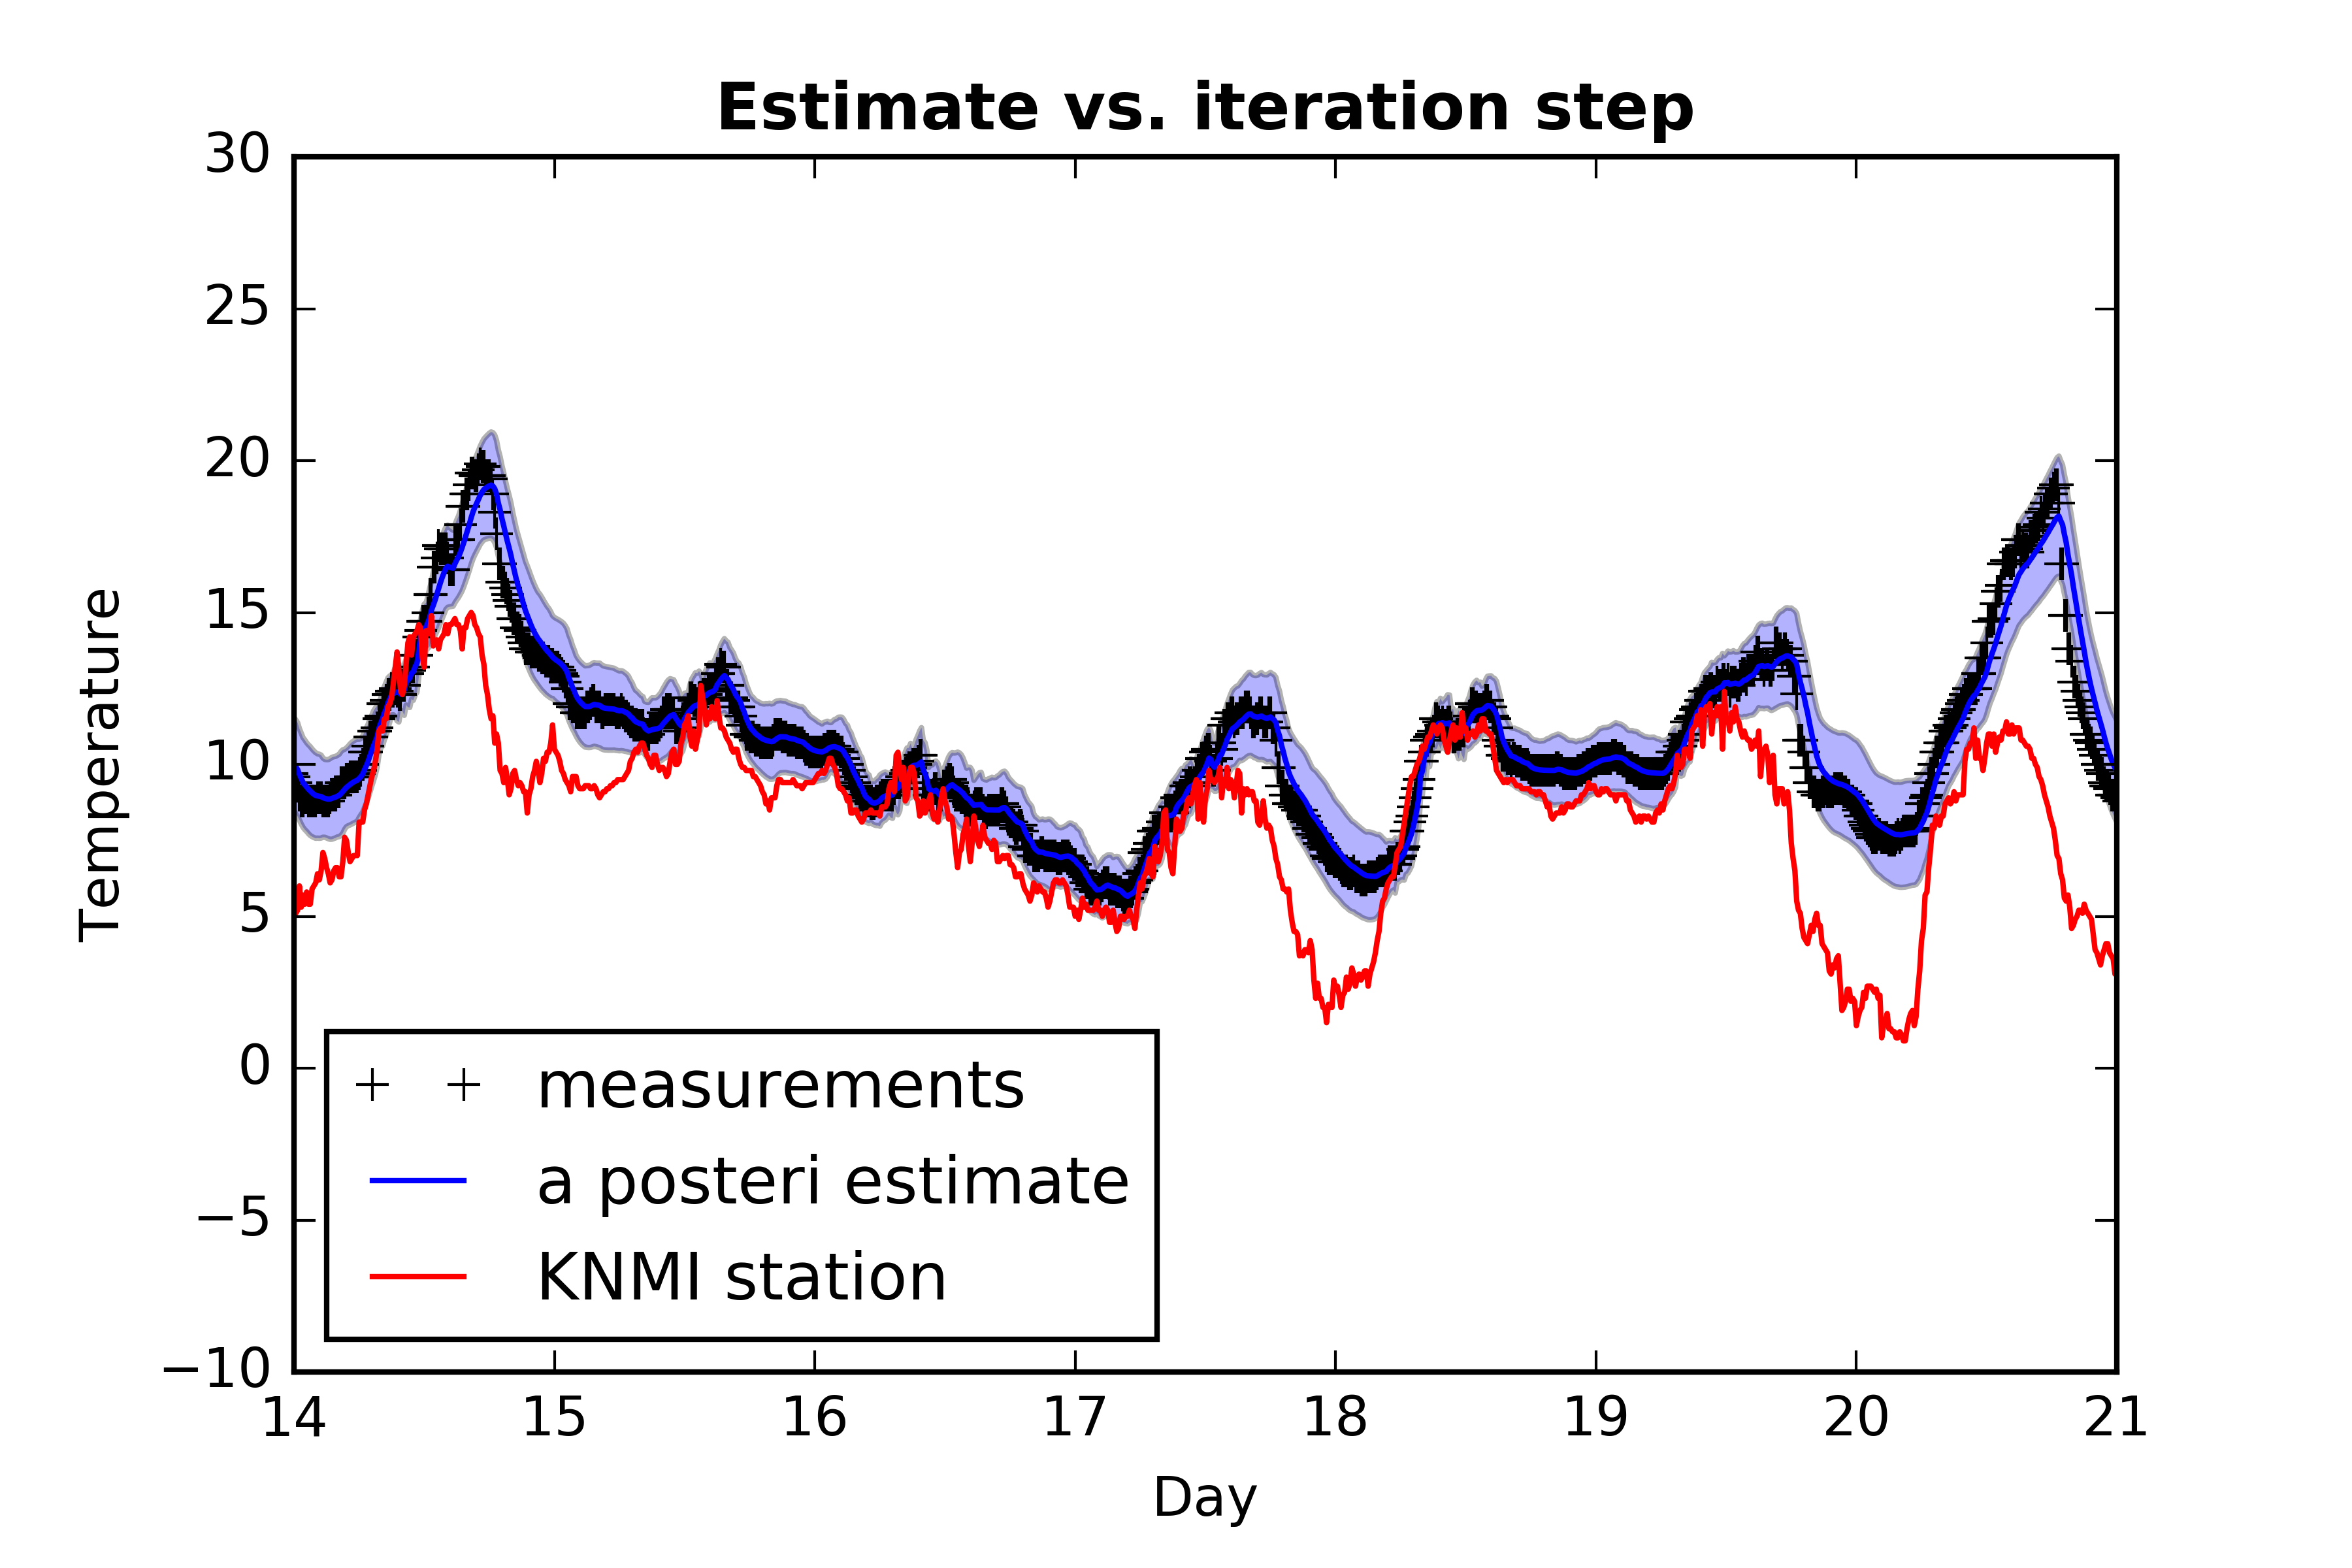 Estimate vs. iteration step
30
25
20
15
10
5
0
−5
−10
Temperature
measurements
a posteri estimate
KNMI station
14 15 16 17 18 19 20 21
Day